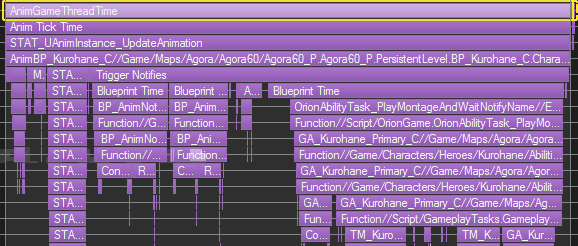 AnimGameThreadTime
Anim Tick Time
STAT_UAnimInstance_UpdateAnimation
AnimBP_Kurohane_C//Game/Maps/Agora/Agora60/Agora60_P.Agora60_P.PersistentLevel.BP_Kurohane_C.Chara...
M.. STA... Trigger Notifies
STA... Blueprint Time Blueprint ... A... Blueprint Time
STA... BP_AnimNot... BP_Anim... OrionAbilityTask_PlayMontageAndWaitNotifyName//E...
STA... Function//G... Function//... Function//Script/OrionGame.OrionAbilityTask_PlayMo...
STA... BP_AnimNo... BP_Ani... GA_Kurohane_Primary_C//Game/Maps/Agora/Agor...
STA... Function//... Function... Function//Game/Characters/Heroes/Kurohane/Abiliti...
STA... Con... R... C... R... GA_Kurohane_Primary_C//Game/Maps/Agora/Agor...
STA... Function//Game/Characters/Heroes/Kurohane/Abilit...
STA... GA... GA_Kurohane_Primary_C//Game/Maps/Ag...
STA... Fun... Function//Script/GameplayTasks.Gameplay...
STA... Co... TM_Kuro... TM_K... GA_Kur...